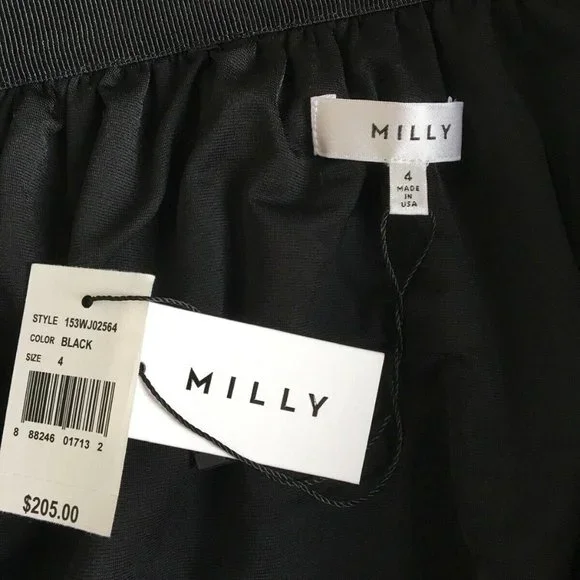 MILLY
4
MADE
IN
USA
STYLE 153WJ02564
COLOR BLACK
SIZE 4
8 88246 01713 2
$205.00
MILLY